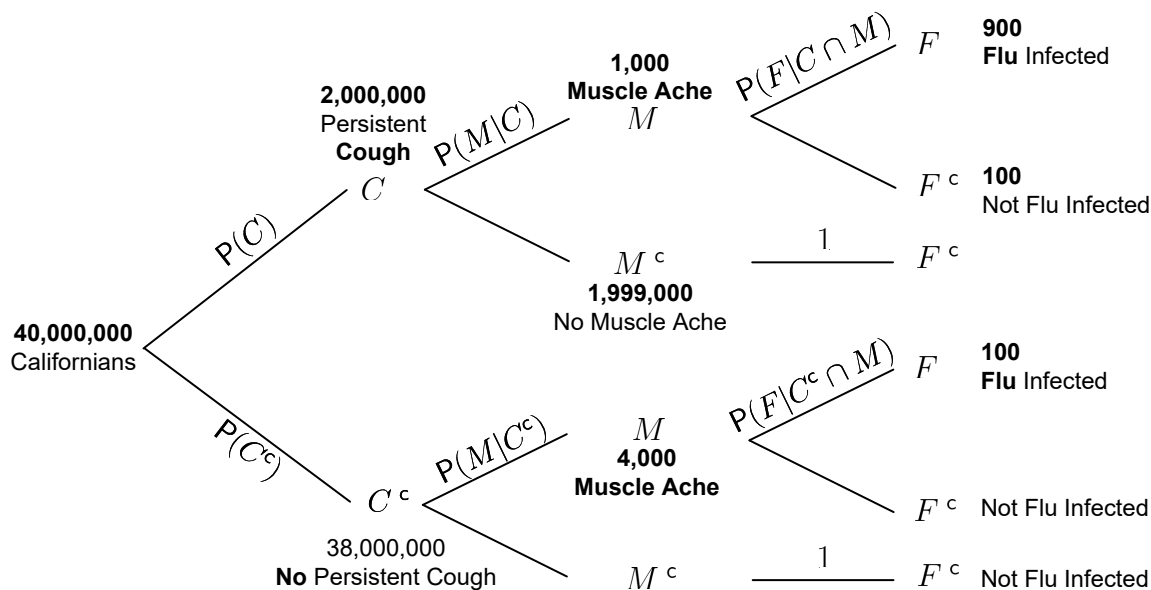 900
F
Flu Infected
P(F|C ∩ M)
1,000
Muscle Ache
M
2,000,000
Persistent
Cough
C
P(M|C)
F ᶜ
100
Not Flu Infected
P(C)
1
M ᶜ
F ᶜ
1,999,000
No Muscle Ache
40,000,000
Californians
100
F
Flu Infected
P(F|Cᶜ ∩ M)
M
4,000
Muscle Ache
P(Cᶜ)
P(M|Cᶜ)
C ᶜ
F ᶜ Not Flu Infected
38,000,000
No Persistent Cough
1
M ᶜ
F ᶜ Not Flu Infected